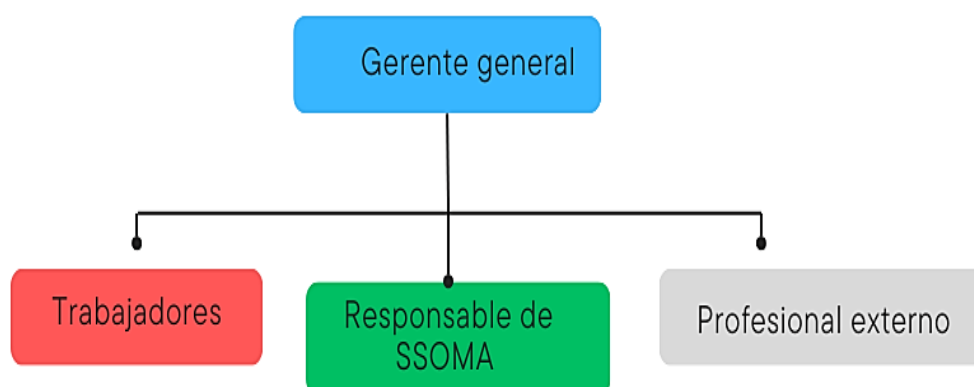 Gerente general
Trabajadores
Responsable de
SSOMA
Profesional externo